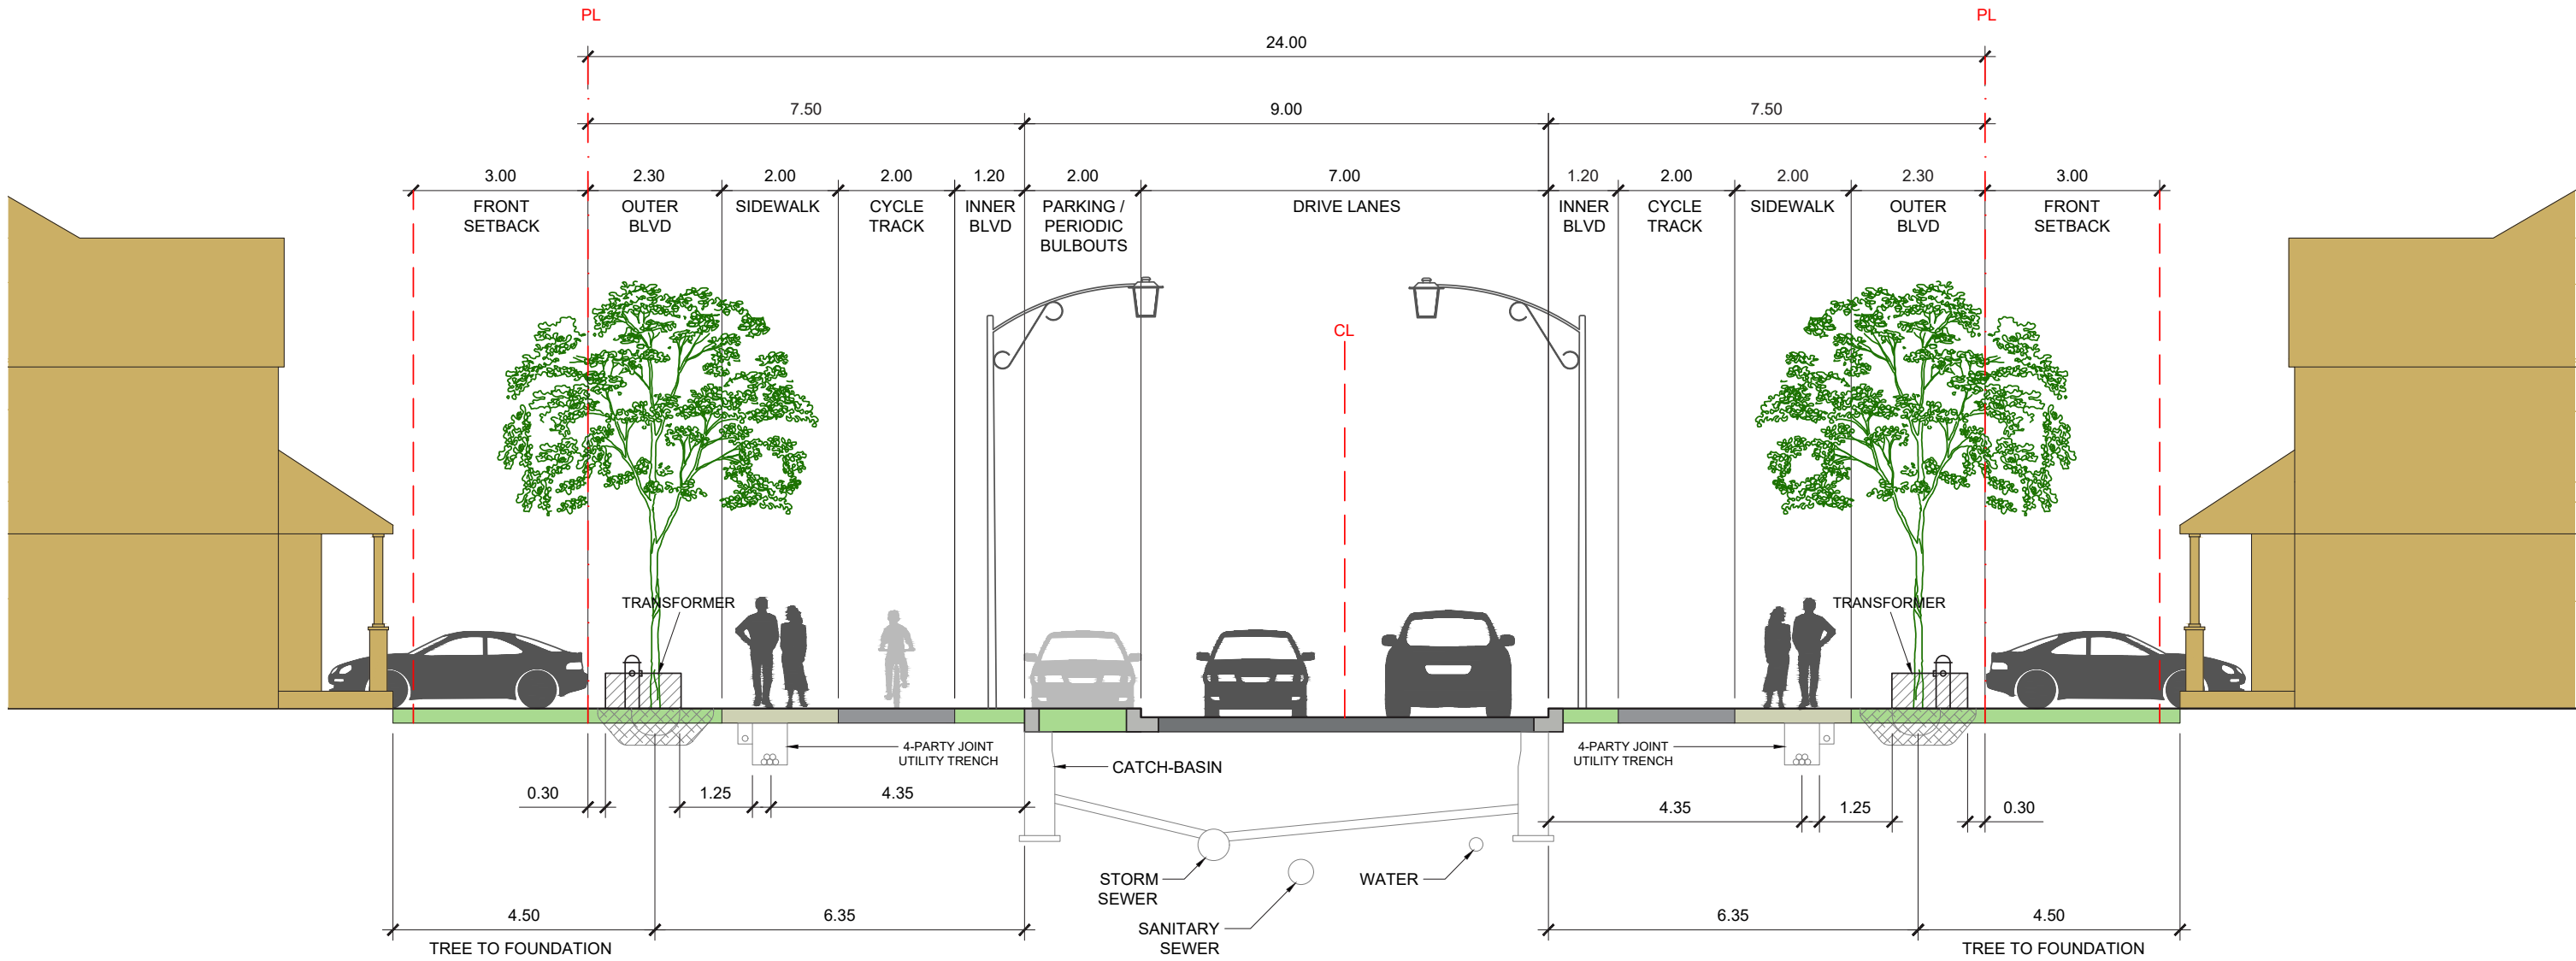 PL
PL
24.00
7.50
9.00
7.50
3.00
2.30
2.00
2.00
1.20
2.00
7.00
1.20
2.00
2.00
2.30
3.00
FRONT
SETBACK
OUTER
BLVD
SIDEWALK
CYCLE
TRACK
INNER
BLVD
PARKING /
PERIODIC
BULBOUTS
DRIVE LANES
INNER
BLVD
CYCLE
TRACK
SIDEWALK
OUTER
BLVD
FRONT
SETBACK
CL
TRANSFORMER
TRANSFORMER
4-PARTY JOINT
UTILITY TRENCH
CATCH-BASIN
4-PARTY JOINT
UTILITY TRENCH
0.30
1.25
4.35
4.35
1.25
0.30
STORM
SEWER
SANITARY
SEWER
WATER
4.50
6.35
6.35
4.50
TREE TO FOUNDATION
TREE TO FOUNDATION